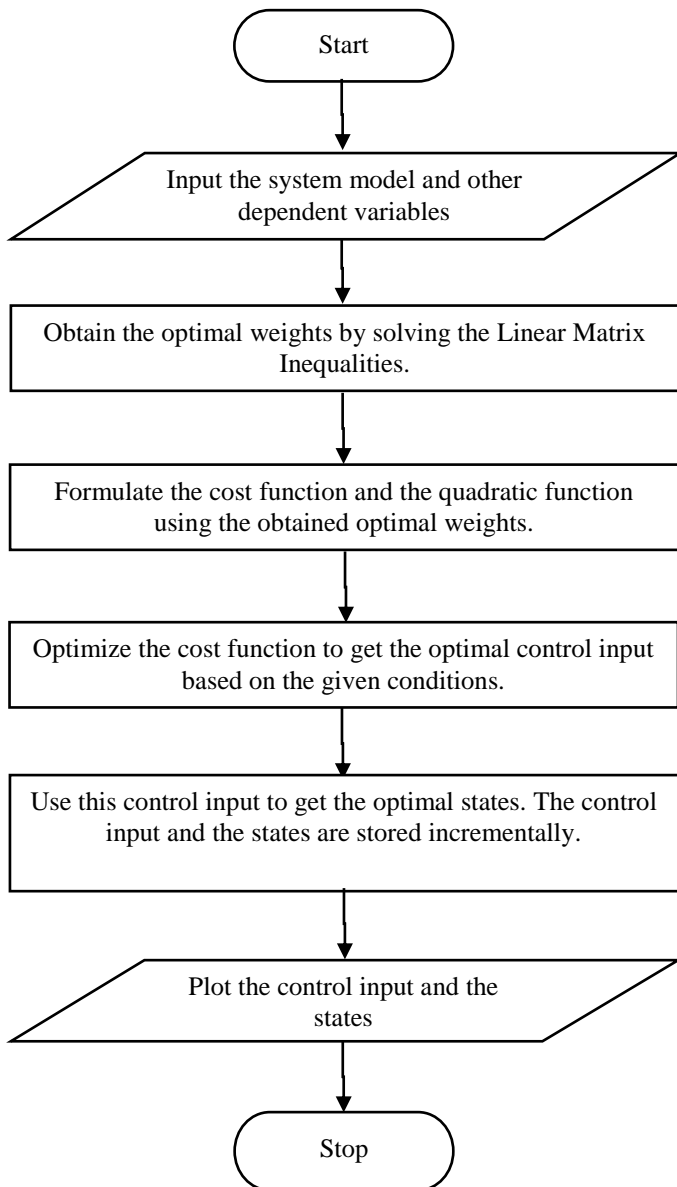 Start
Input the system model and other
dependent variables
Obtain the optimal weights by solving the Linear Matrix
Inequalities.
Formulate the cost function and the quadratic function
using the obtained optimal weights.
Optimize the cost function to get the optimal control input
based on the given conditions.
Use this control input to get the optimal states. The control
input and the states are stored incrementally.
Plot the control input and the
states
Stop